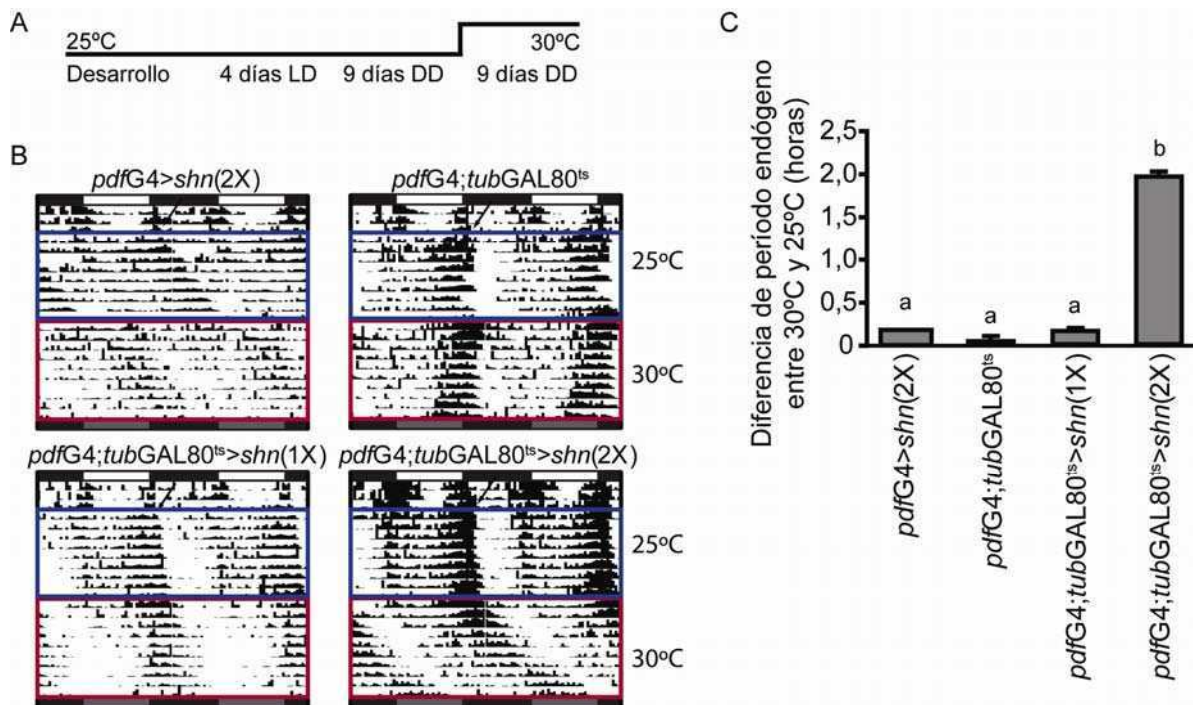 A
25ºC
30ºC
Desarrollo 4 días LD 9 días DD 9 días DD
B
pdfG4>shn(2X)
pdfG4;tubGAL80ts
25ºC
30ºC
pdfG4;tubGAL80ts>shn(1X)
pdfG4;tubGAL80ts>shn(2X)
25ºC
30ºC
C
Diferencia de período endógeno
entre 30ºC y 25ºC (horas)
2,5
2,0
1,5
1,0
0,5
0
a
a
a
b
pdfG4>shn(2X)
pdfG4;tubGAL80ts
pdfG4;tubGAL80ts>shn(1X)
pdfG4;tubGAL80ts>shn(2X)